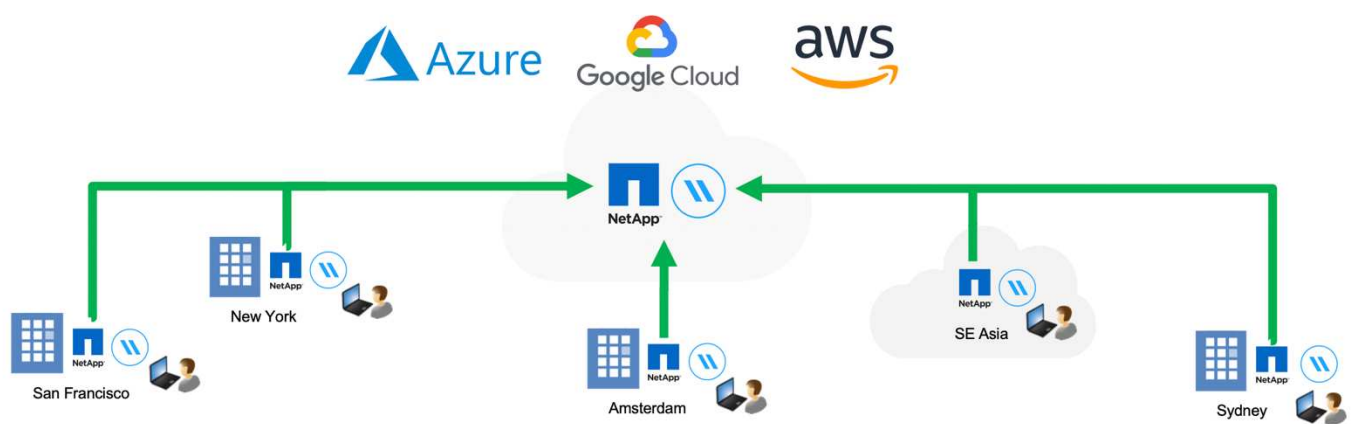 Azure
Google Cloud
aws
NetApp
NetApp
New York
NetApp
SE Asia
NetApp
San Francisco
NetApp
Amsterdam
NetApp
Sydney